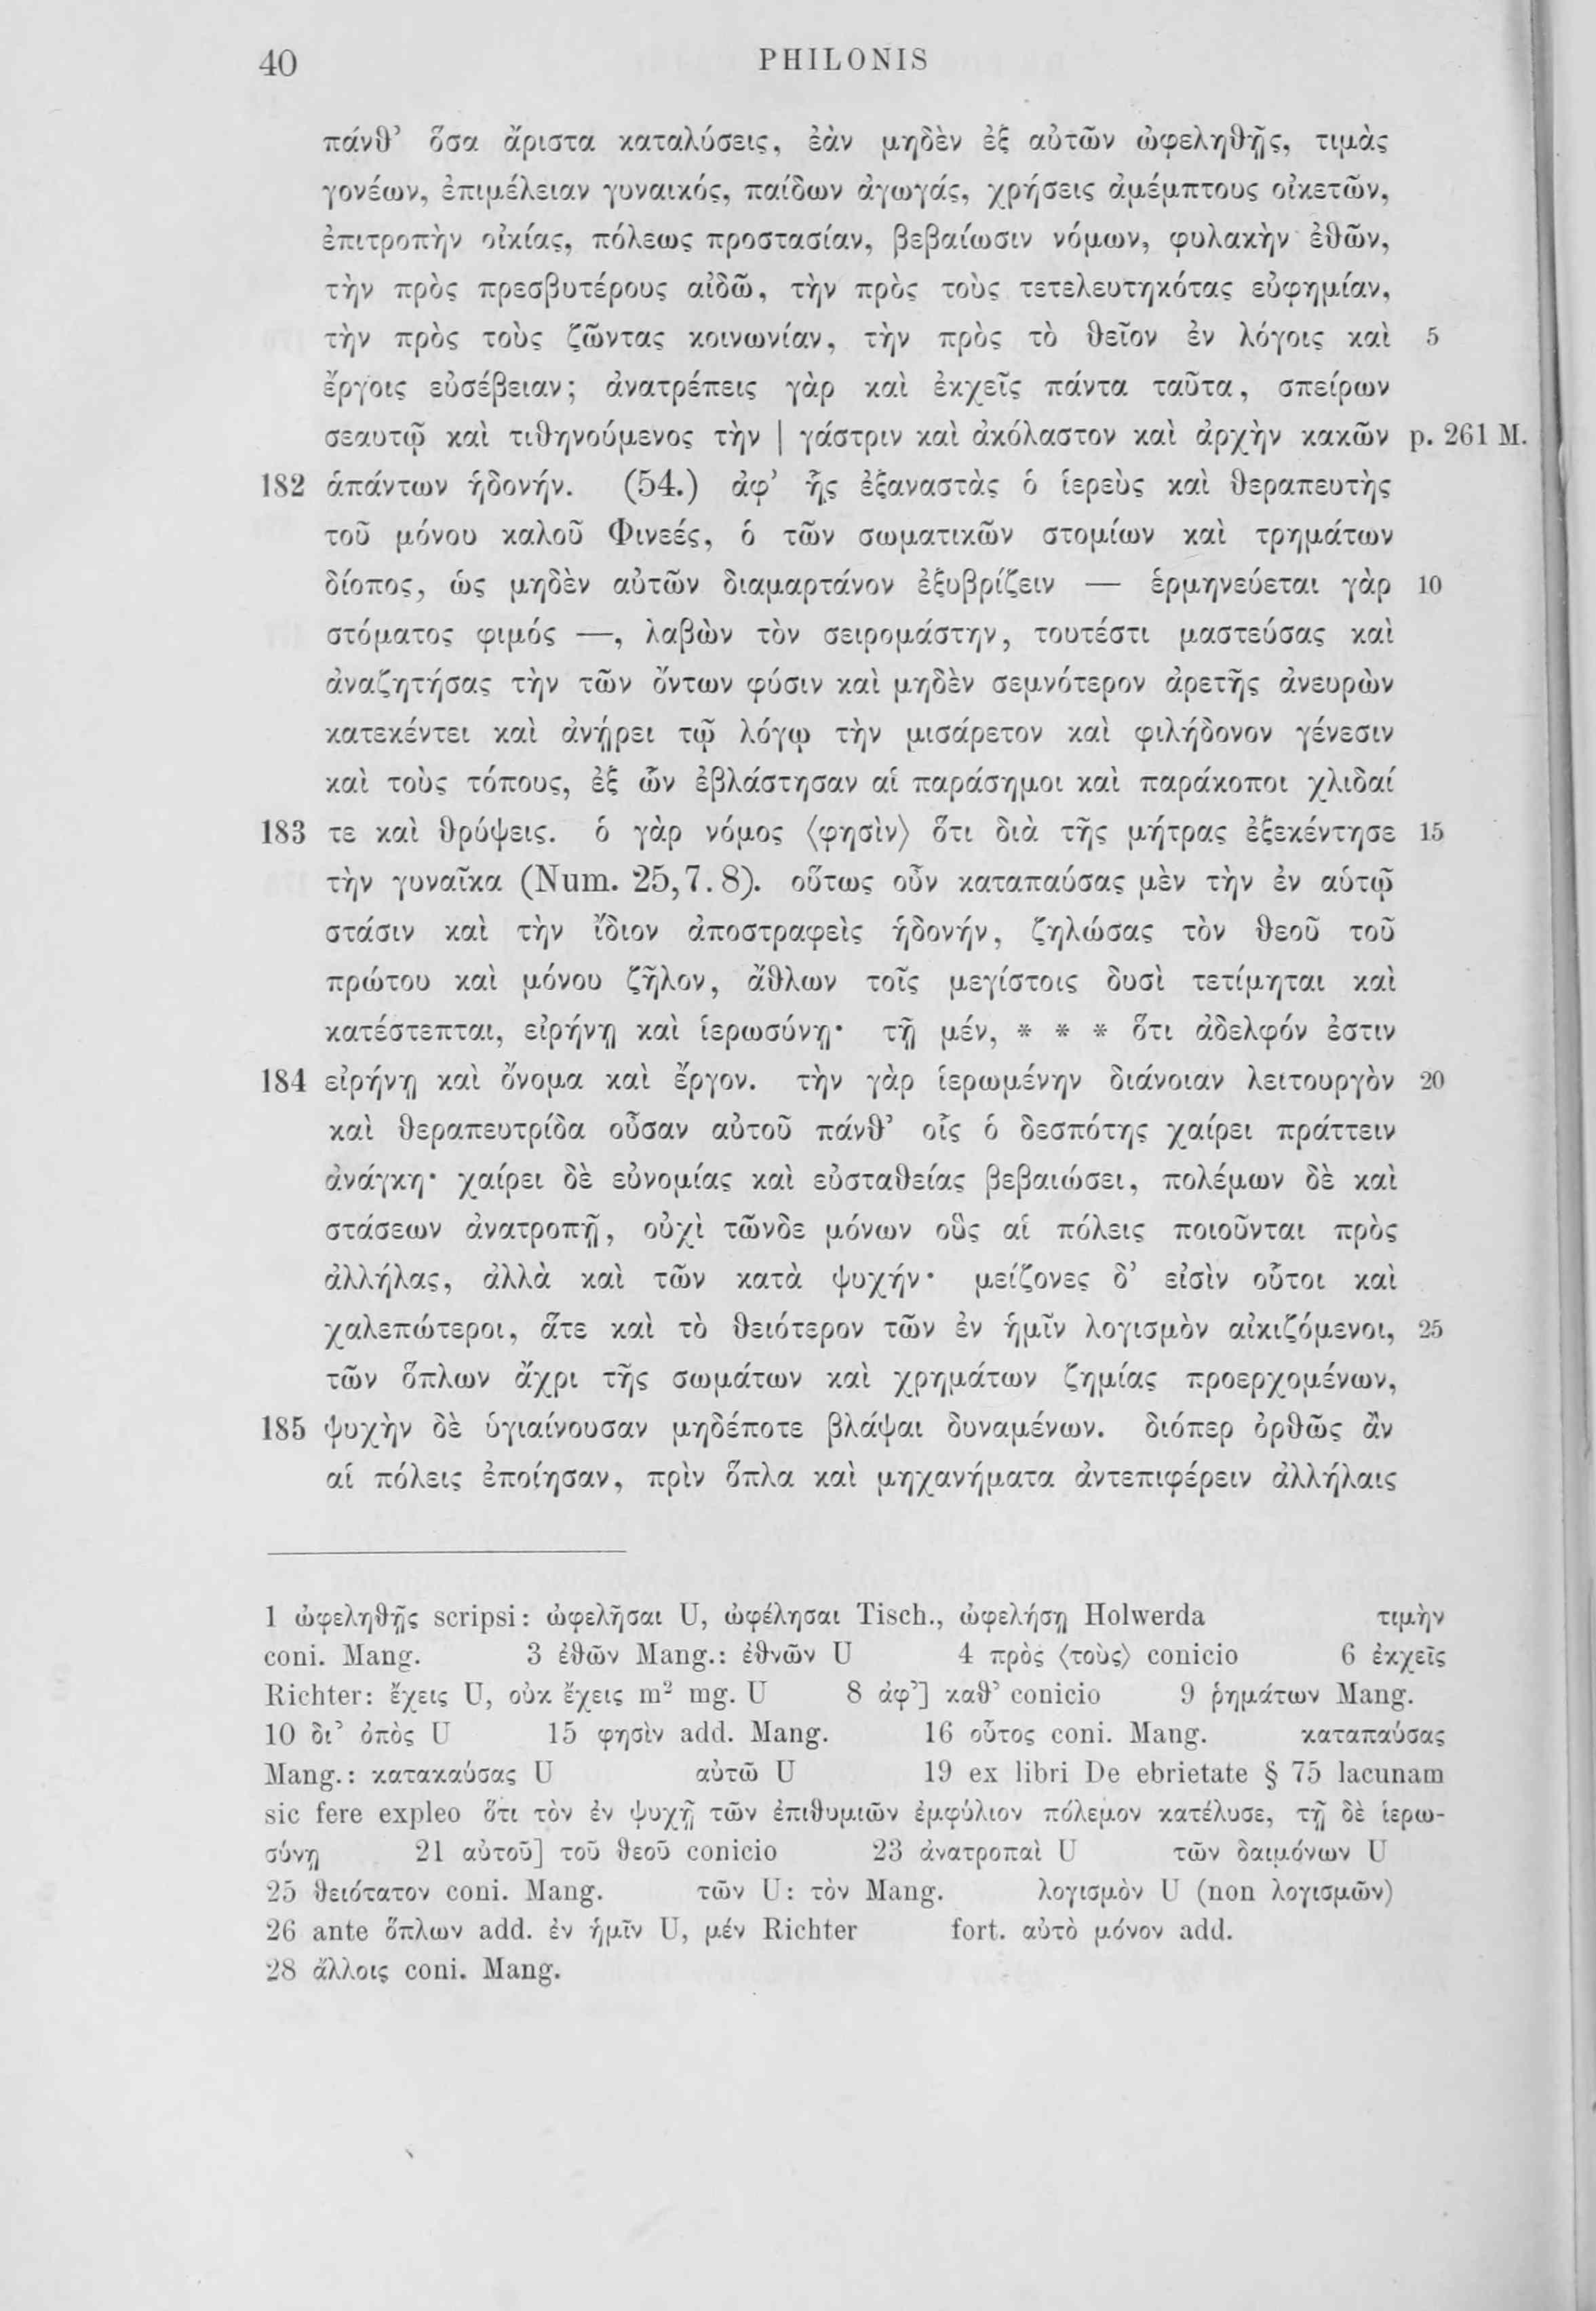 40 PHILONIS
πάνθ’ ὅσα ἄριστα καταλύσεις, ἐὰν μηδὲν ἐξ αὐτῶν ὠφεληθῇς, τιμὰς
γονέων, ἐπιμέλειαν γυναικός, παίδων ἀγωγάς, χρήσεις ἀμέμπτους οἰκετῶν,
ἐπιτροπὴν οἰκίας, πόλεως προστασίαν, βεβαίωσιν νόμων, φυλακὴν ἐθῶν,
τὴν πρὸς πρεσβυτέρους αἰδῶ, τὴν πρὸς τοὺς τετελευτηκότας εὐφημίαν,
τὴν πρὸς τοὺς ζῶντας κοινωνίαν, τὴν πρὸς τὸ θεῖον ἐν λόγοις καὶ 5
ἔργοις εὐσέβειαν; ἀνατρέπεις γὰρ καὶ ἐκχεῖς πάντα ταῦτα, σπείρων
σεαυτῷ καὶ τιθηνούμενος τὴν | γάστριν καὶ ἀκόλαστον καὶ ἀρχὴν κακῶν p. 261 M.
182 ἁπάντων ἡδονήν. (54.) ἀφ’ ἧς ἐξαναστὰς ὁ ἱερεὺς καὶ θεραπευτὴς
τοῦ μόνου καλοῦ Φινεές, ὁ τῶν σωματικῶν στομίων καὶ τρημάτων
δίοπος, ὡς μηδὲν αὐτῶν διαμαρτάνον ἐξυβρίζειν — ἑρμηνεύεται γὰρ 10
στόματος φιμός —, λαβὼν τὸν σειρομάστην, τουτέστι μαστεύσας καὶ
ἀναζητήσας τὴν τῶν ὄντων φύσιν καὶ μηδὲν σεμνότερον ἀρετῆς ἀνευρὼν
κατεκέντει καὶ ἀνῄρει τῷ λόγῳ τὴν μισάρετον καὶ φιλήδονον γένεσιν
καὶ τοὺς τόπους, ἐξ ὧν ἐβλάστησαν αἱ παράσημοι καὶ παράκοποι χλιδαί
183 τε καὶ θρύψεις. ὁ γὰρ νόμος ⟨φησὶν⟩ ὅτι διὰ τῆς μήτρας ἐξεκέντησε 15
τὴν γυναῖκα (Num. 25,7.8). οὕτως οὖν καταπαύσας μὲν τὴν ἐν αὑτῷ
στάσιν καὶ τὴν ἴδιον ἀποστραφεὶς ἡδονήν, ζηλώσας τὸν θεοῦ τοῦ
πρώτου καὶ μόνου ζῆλον, ἄθλων τοῖς μεγίστοις δυσὶ τετίμηται καὶ
κατέστεπται, εἰρήνῃ καὶ ἱερωσύνῃ· τῇ μέν, * * * ὅτι ἀδελφόν ἐστιν
184 εἰρήνῃ καὶ ὄνομα καὶ ἔργον. τὴν γὰρ ἱερωμένην διάνοιαν λειτουργὸν 20
καὶ θεραπευτρίδα οὖσαν αὐτοῦ πάνθ’ οἷς ὁ δεσπότης χαίρει πράττειν
ἀνάγκη· χαίρει δὲ εὐνομίας καὶ εὐσταθείας βεβαιώσει, πολέμων δὲ καὶ
στάσεων ἀνατροπῇ, οὐχὶ τῶνδε μόνων οὓς αἱ πόλεις ποιοῦνται πρὸς
ἀλλήλας, ἀλλὰ καὶ τῶν κατὰ ψυχήν· μείζονες δ’ εἰσὶν οὗτοι καὶ
χαλεπώτεροι, ἅτε καὶ τὸ θειότερον τῶν ἐν ἡμῖν λογισμὸν αἰκιζόμενοι, 25
τῶν ὅπλων ἄχρι τῆς σωμάτων καὶ χρημάτων ζημίας προερχομένων,
185 ψυχὴν δὲ ὑγιαίνουσαν μηδέποτε βλάψαι δυναμένων. διόπερ ὀρθῶς ἂν
αἱ πόλεις ἐποίησαν, πρὶν ὅπλα καὶ μηχανήματα ἀντεπιφέρειν ἀλλήλαις
1 ὠφεληθῇς scripsi: ὠφελῆσαι U, ὠφέλησαι Tisch., ὠφελήσῃ Holwerda τιμὴν
coni. Mang. 3 ἐθῶν Mang.: ἐθνῶν U 4 πρὸς ⟨τοὺς⟩ conicio 6 ἐκχεῖς
Richter: ἔχεις U, οὐκ ἔχεις m² mg. U 8 ἀφ’] καθ’ conicio 9 ῥημάτων Mang.
10 δι’ ὀπὸς U 15 φησὶν add. Mang. 16 οὗτος coni. Mang. καταπαύσας
Mang.: κατακαύσας U αὐτῶ U 19 ex libri De ebrietate § 75 lacunam
sic fere expleo ὅτι τὸν ἐν ψυχῇ τῶν ἐπιθυμιῶν ἐμφύλιον πόλεμον κατέλυσε, τῇ δὲ ἱερω-
σύνῃ 21 αὐτοῦ] τοῦ θεοῦ conicio 23 ἀνατροπαὶ U τῶν δαιμόνων U
25 θειότατον coni. Mang. τῶν U: τὸν Mang. λογισμὸν U (non λογισμῶν)
26 ante ὅπλων add. ἐν ἡμῖν U, μέν Richter fort. αὐτὸ μόνον add.
28 ἄλλοις coni. Mang.